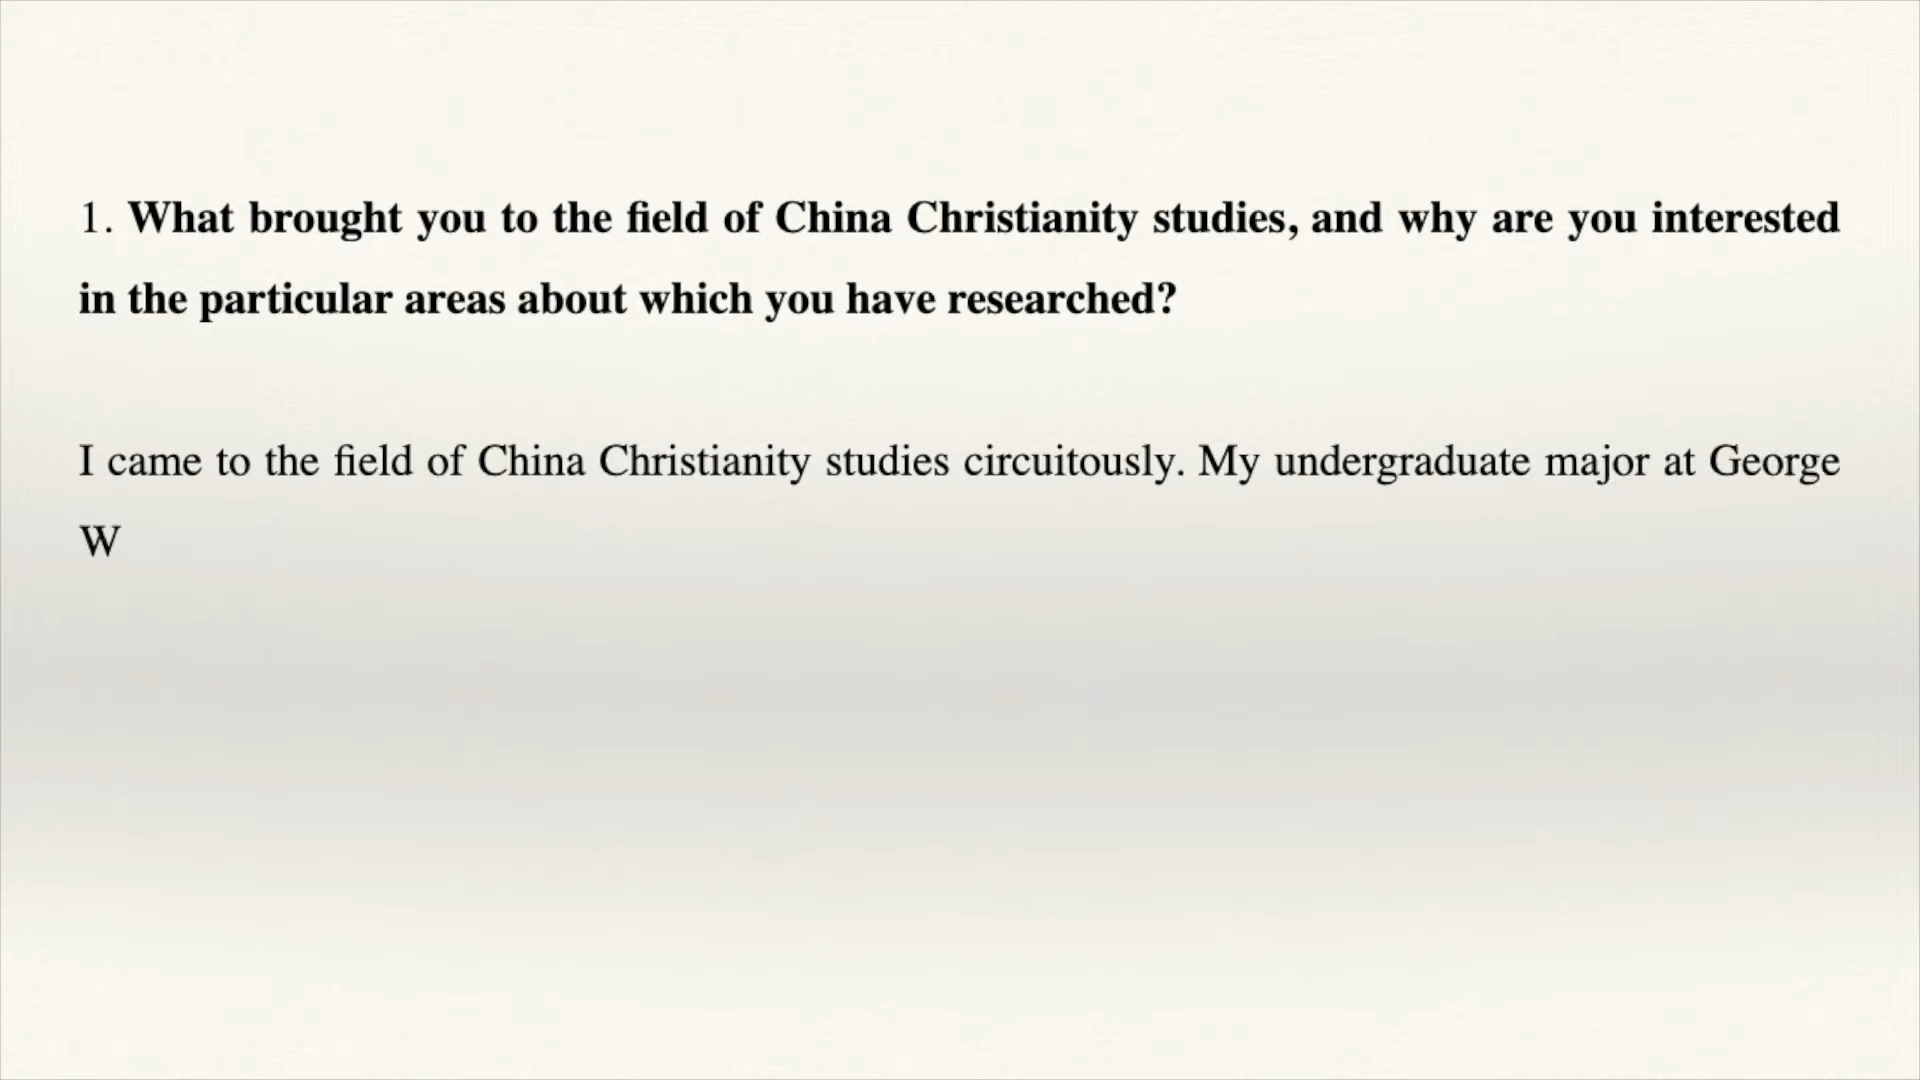 1. What brought you to the field of China Christianity studies, and why are you interested
in the particular areas about which you have researched?
I came to the field of China Christianity studies circuitously. My undergraduate major at George
W